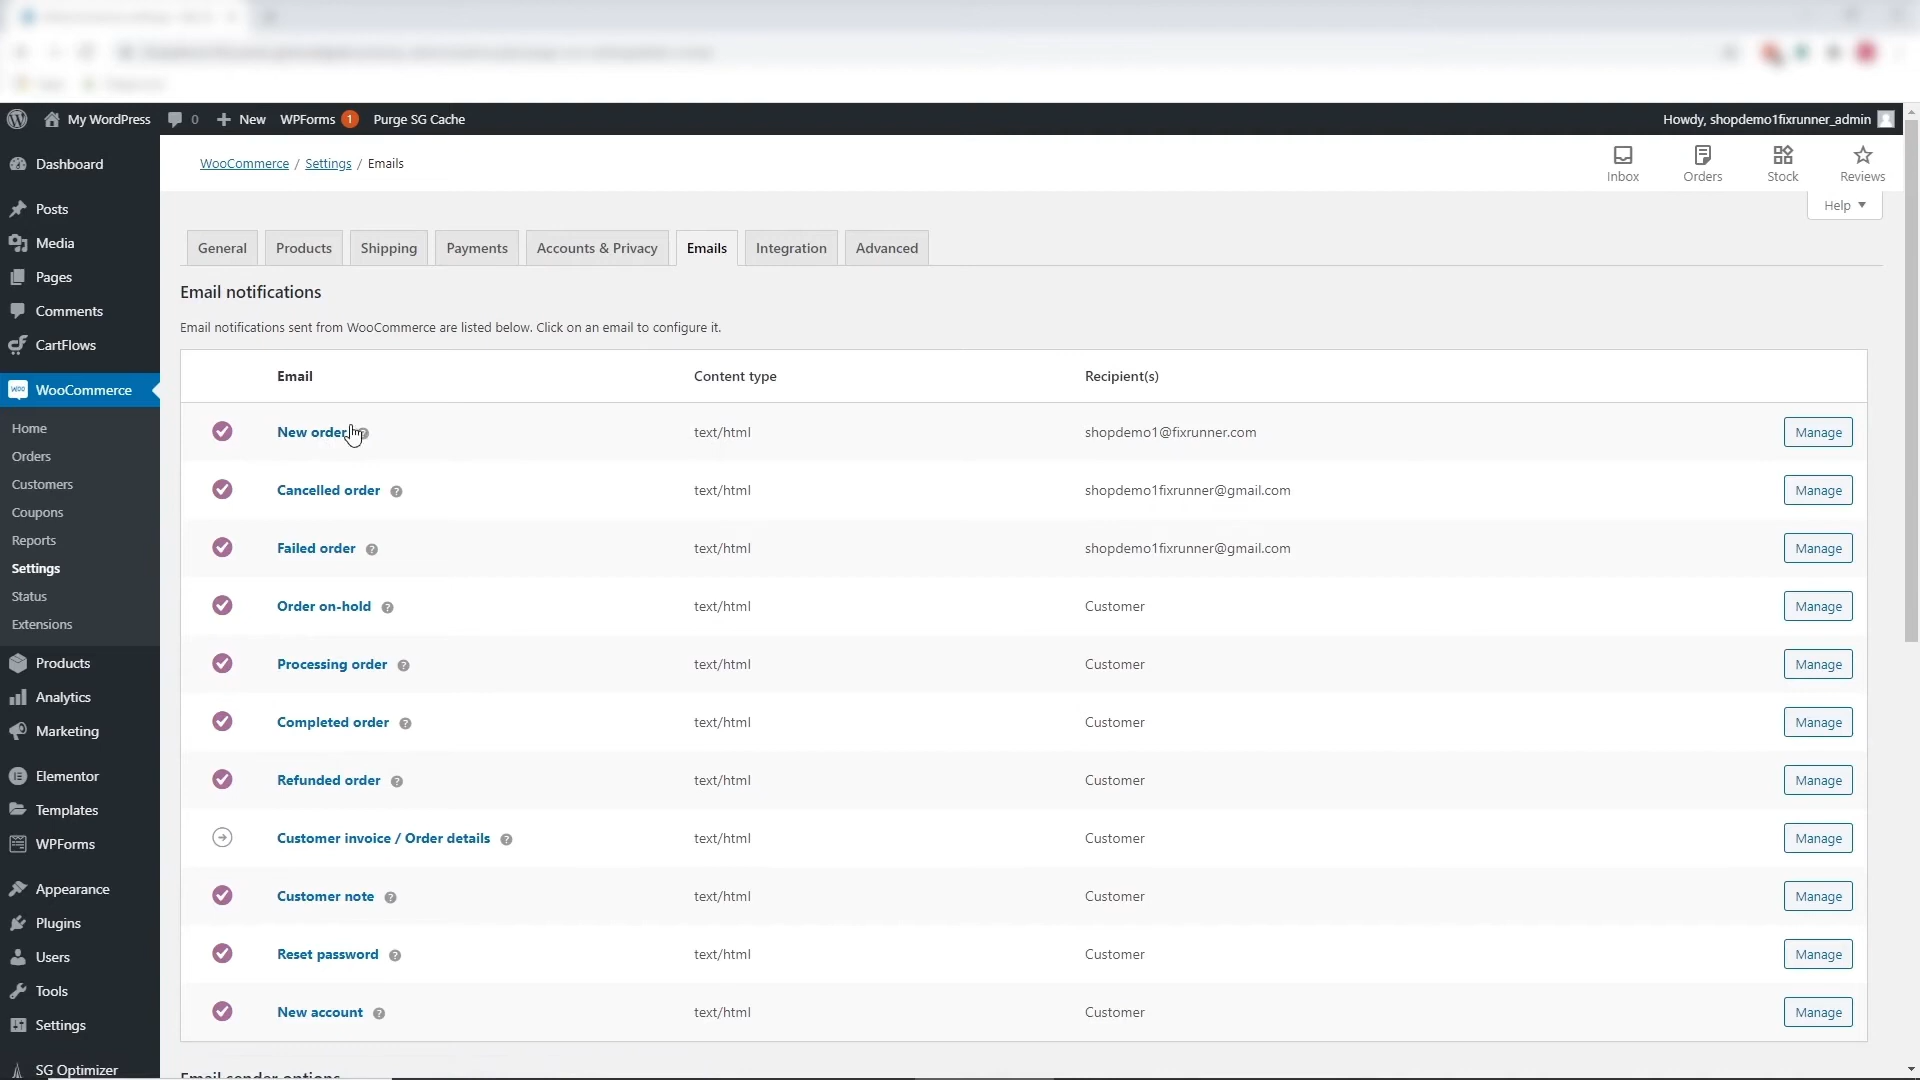 My WordPress 0 New WPForms 1 Purge SG Cache Howdy, shopdemo1fixrunner_admin
Dashboard
Posts
Media
Pages
Comments
CartFlows
WooCommerce
Home
Orders
Customers
Coupons
Reports
Settings
Status
Extensions
Products
Analytics
Marketing
Elementor
Templates
WPForms
Appearance
Plugins
Users
Tools
Settings
SG Optimizer
WooCommerce / Settings / Emails
Inbox Orders Stock Reviews
Help
General Products Shipping Payments Accounts & Privacy Emails Integration Advanced
Email notifications
Email notifications sent from WooCommerce are listed below. Click on an email to configure it.
Email Content type Recipient(s)
New order text/html shopdemo1@fixrunner.com Manage
Cancelled order text/html shopdemo1fixrunner@gmail.com Manage
Failed order text/html shopdemo1fixrunner@gmail.com Manage
Order on-hold text/html Customer Manage
Processing order text/html Customer Manage
Completed order text/html Customer Manage
Refunded order text/html Customer Manage
Customer invoice / Order details text/html Customer Manage
Customer note text/html Customer Manage
Reset password text/html Customer Manage
New account text/html Customer Manage
Email sender options